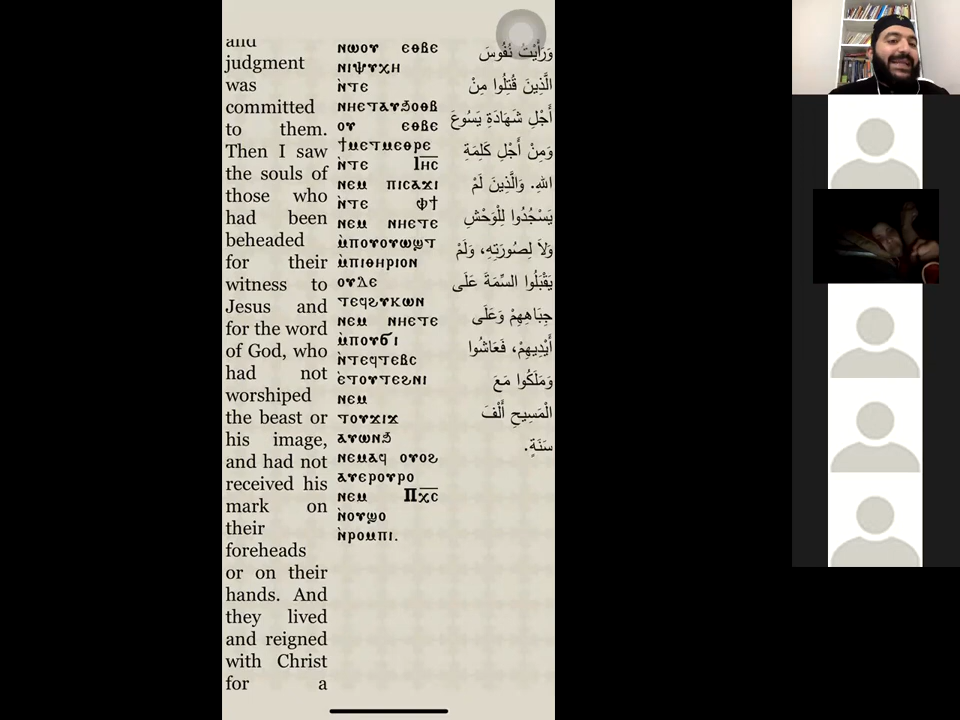 and
judgment
was
committed
to them.
Then I saw
the souls of
those who
had been
beheaded
for their
witness to
Jesus and
for the word
of God, who
had not
worshiped
the beast or
his image,
and had not
received his
mark on
their
foreheads
or on their
hands. And
they lived
and reigned
with Christ
for a
ⲛⲱⲟⲩ ⲉⲑⲃⲉ
ⲛⲓⲯⲩⲭⲏ
ⲛ̀ⲧⲉ
ⲛⲏⲉⲧⲁⲩϧⲟⲑⲃ
ⲟⲩ ⲉⲑⲃⲉ
ϯⲙⲉⲧⲙⲉⲑⲣⲉ
ⲛ̀ⲧⲉ Ⲓⲏ̅ⲥ̅
ⲛⲉⲙ ⲡⲓⲥⲁϫⲓ
ⲛ̀ⲧⲉ Ⲫϯ
ⲛⲉⲙ ⲛⲏⲉⲧⲉ
ⲙ̀ⲡⲟⲩⲟⲩⲱϣⲧ
ⲙ̀ⲡⲓⲑⲏⲣⲓⲟⲛ
ⲟⲩⲇⲉ
ⲧⲉϥϩⲩⲕⲱⲛ
ⲛⲉⲙ ⲛⲏⲉⲧⲉ
ⲙ̀ⲡⲟⲩϭⲓ
ⲛ̀ⲧⲉϥⲧⲉⲃⲥ
ⲉ̀ⲧⲟⲩⲧⲉϩⲛⲓ
ⲛⲉⲙ
ⲧⲟⲩϫⲓϫ
ⲁⲩⲱⲛϧ
ⲛⲉⲙⲁϥ ⲟⲩⲟϩ
ⲁⲩⲉⲣⲟⲩⲣⲟ
ⲛⲉⲙ Ⲡⲭ̅ⲥ̅
ⲛ̀ⲟⲩϣⲟ
ⲛ̀ⲣⲟⲙⲡⲓ.
وَرَأَيْتُ نُفُوسَ
الَّذِينَ قُتِلُوا مِنْ
أَجْلِ شَهَادَةِ يَسُوعَ
وَمِنْ أَجْلِ كَلِمَةِ
اللهِ. وَالَّذِينَ لَمْ
يَسْجُدُوا لِلْوَحْشِ
وَلاَ لِصُورَتِهِ، وَلَمْ
يَقْبَلُوا السِّمَةَ عَلَى
جِبَاهِهِمْ وَعَلَى
أَيْدِيهِمْ، فَعَاشُوا
وَمَلَكُوا مَعَ
الْمَسِيحِ أَلْفَ
سَنَةٍ.